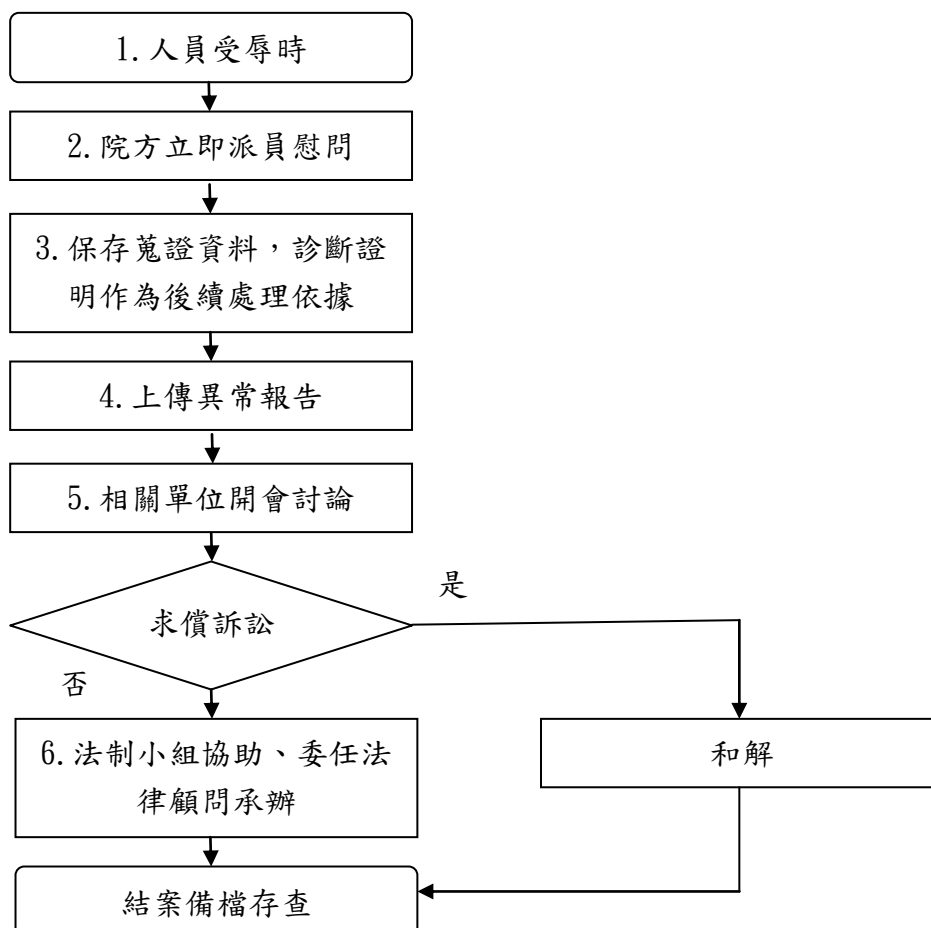 1.人員受辱時
2.院方立即派員慰問
3.保存蒐證資料，診斷證
明作為後續處理依據
4.上傳異常報告
5.相關單位開會討論
是
求償訴訟
否
6.法制小組協助、委任法
律顧問承辦
和解
結案備檔存查